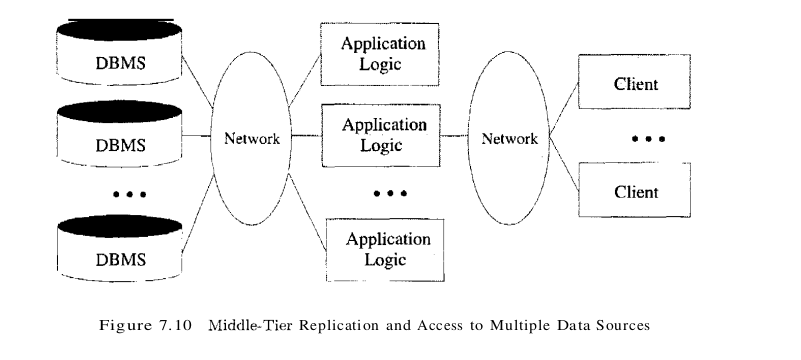 DBMS
DBMS
• • •
DBMS
Network
Application
Logic
Application
Logic
• • •
Application
Logic
Network
Client
• • •
Client
Figure 7.10 Middle-Tier Replication and Access to Multiple Data Sources